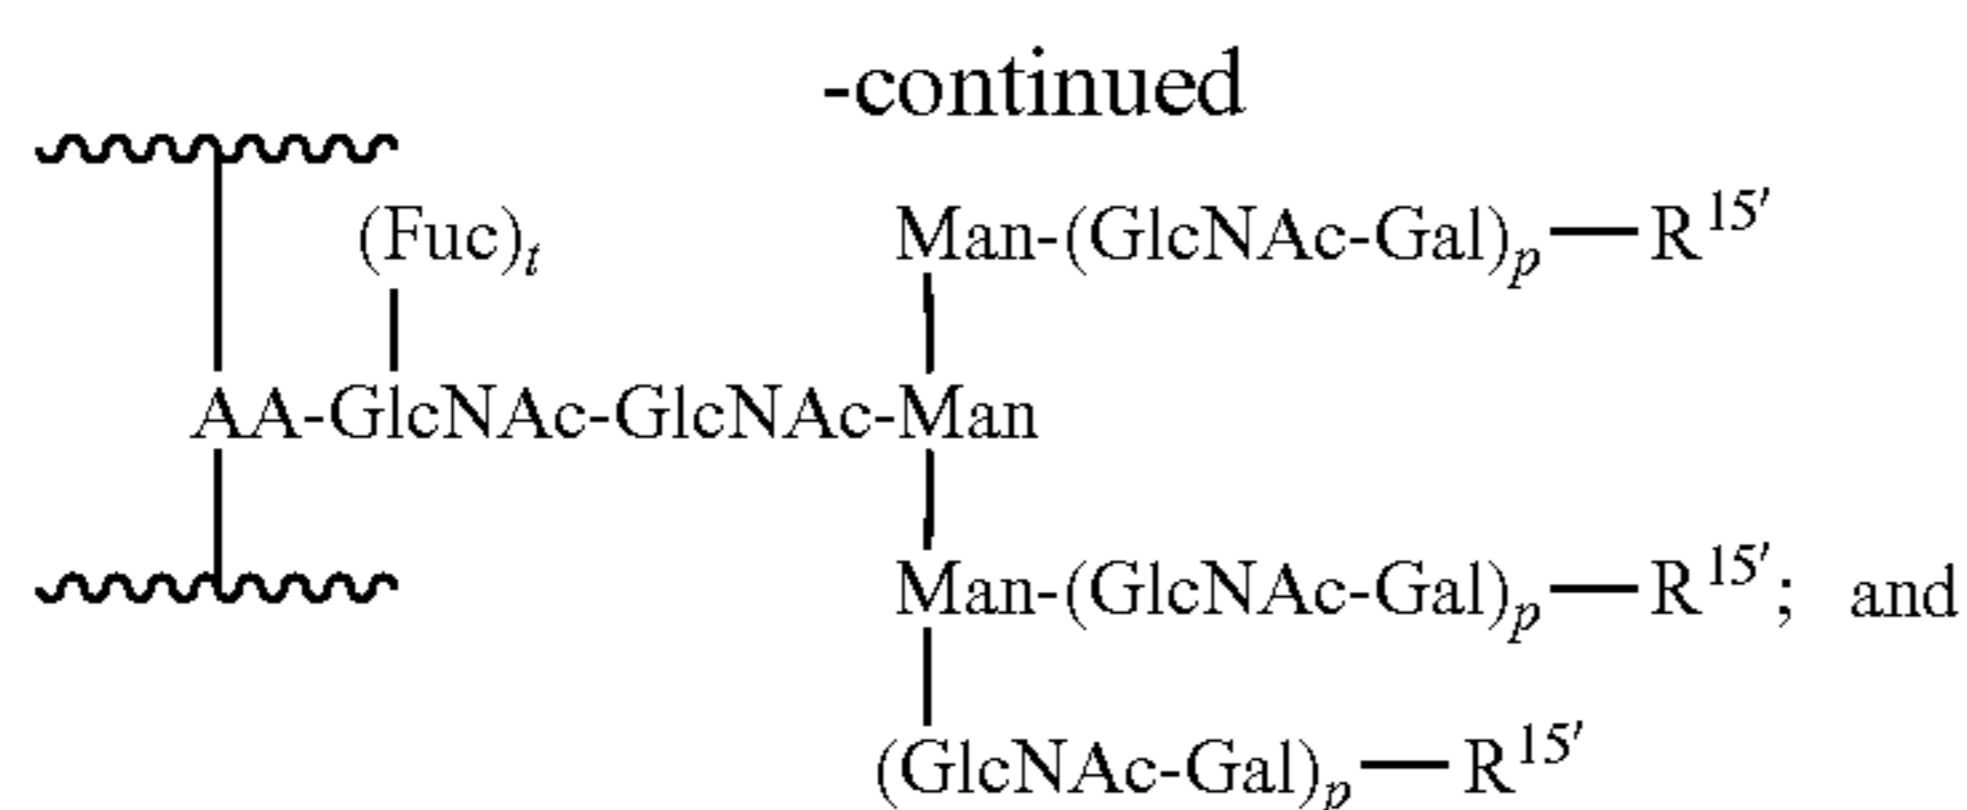 -continued
(Fuc)t
Man-(GlcNAc-Gal)p—R15′
AA-GlcNAc-GlcNAc-Man
Man-(GlcNAc-Gal)p—R15′; and
(GlcNAc-Gal)p—R15′